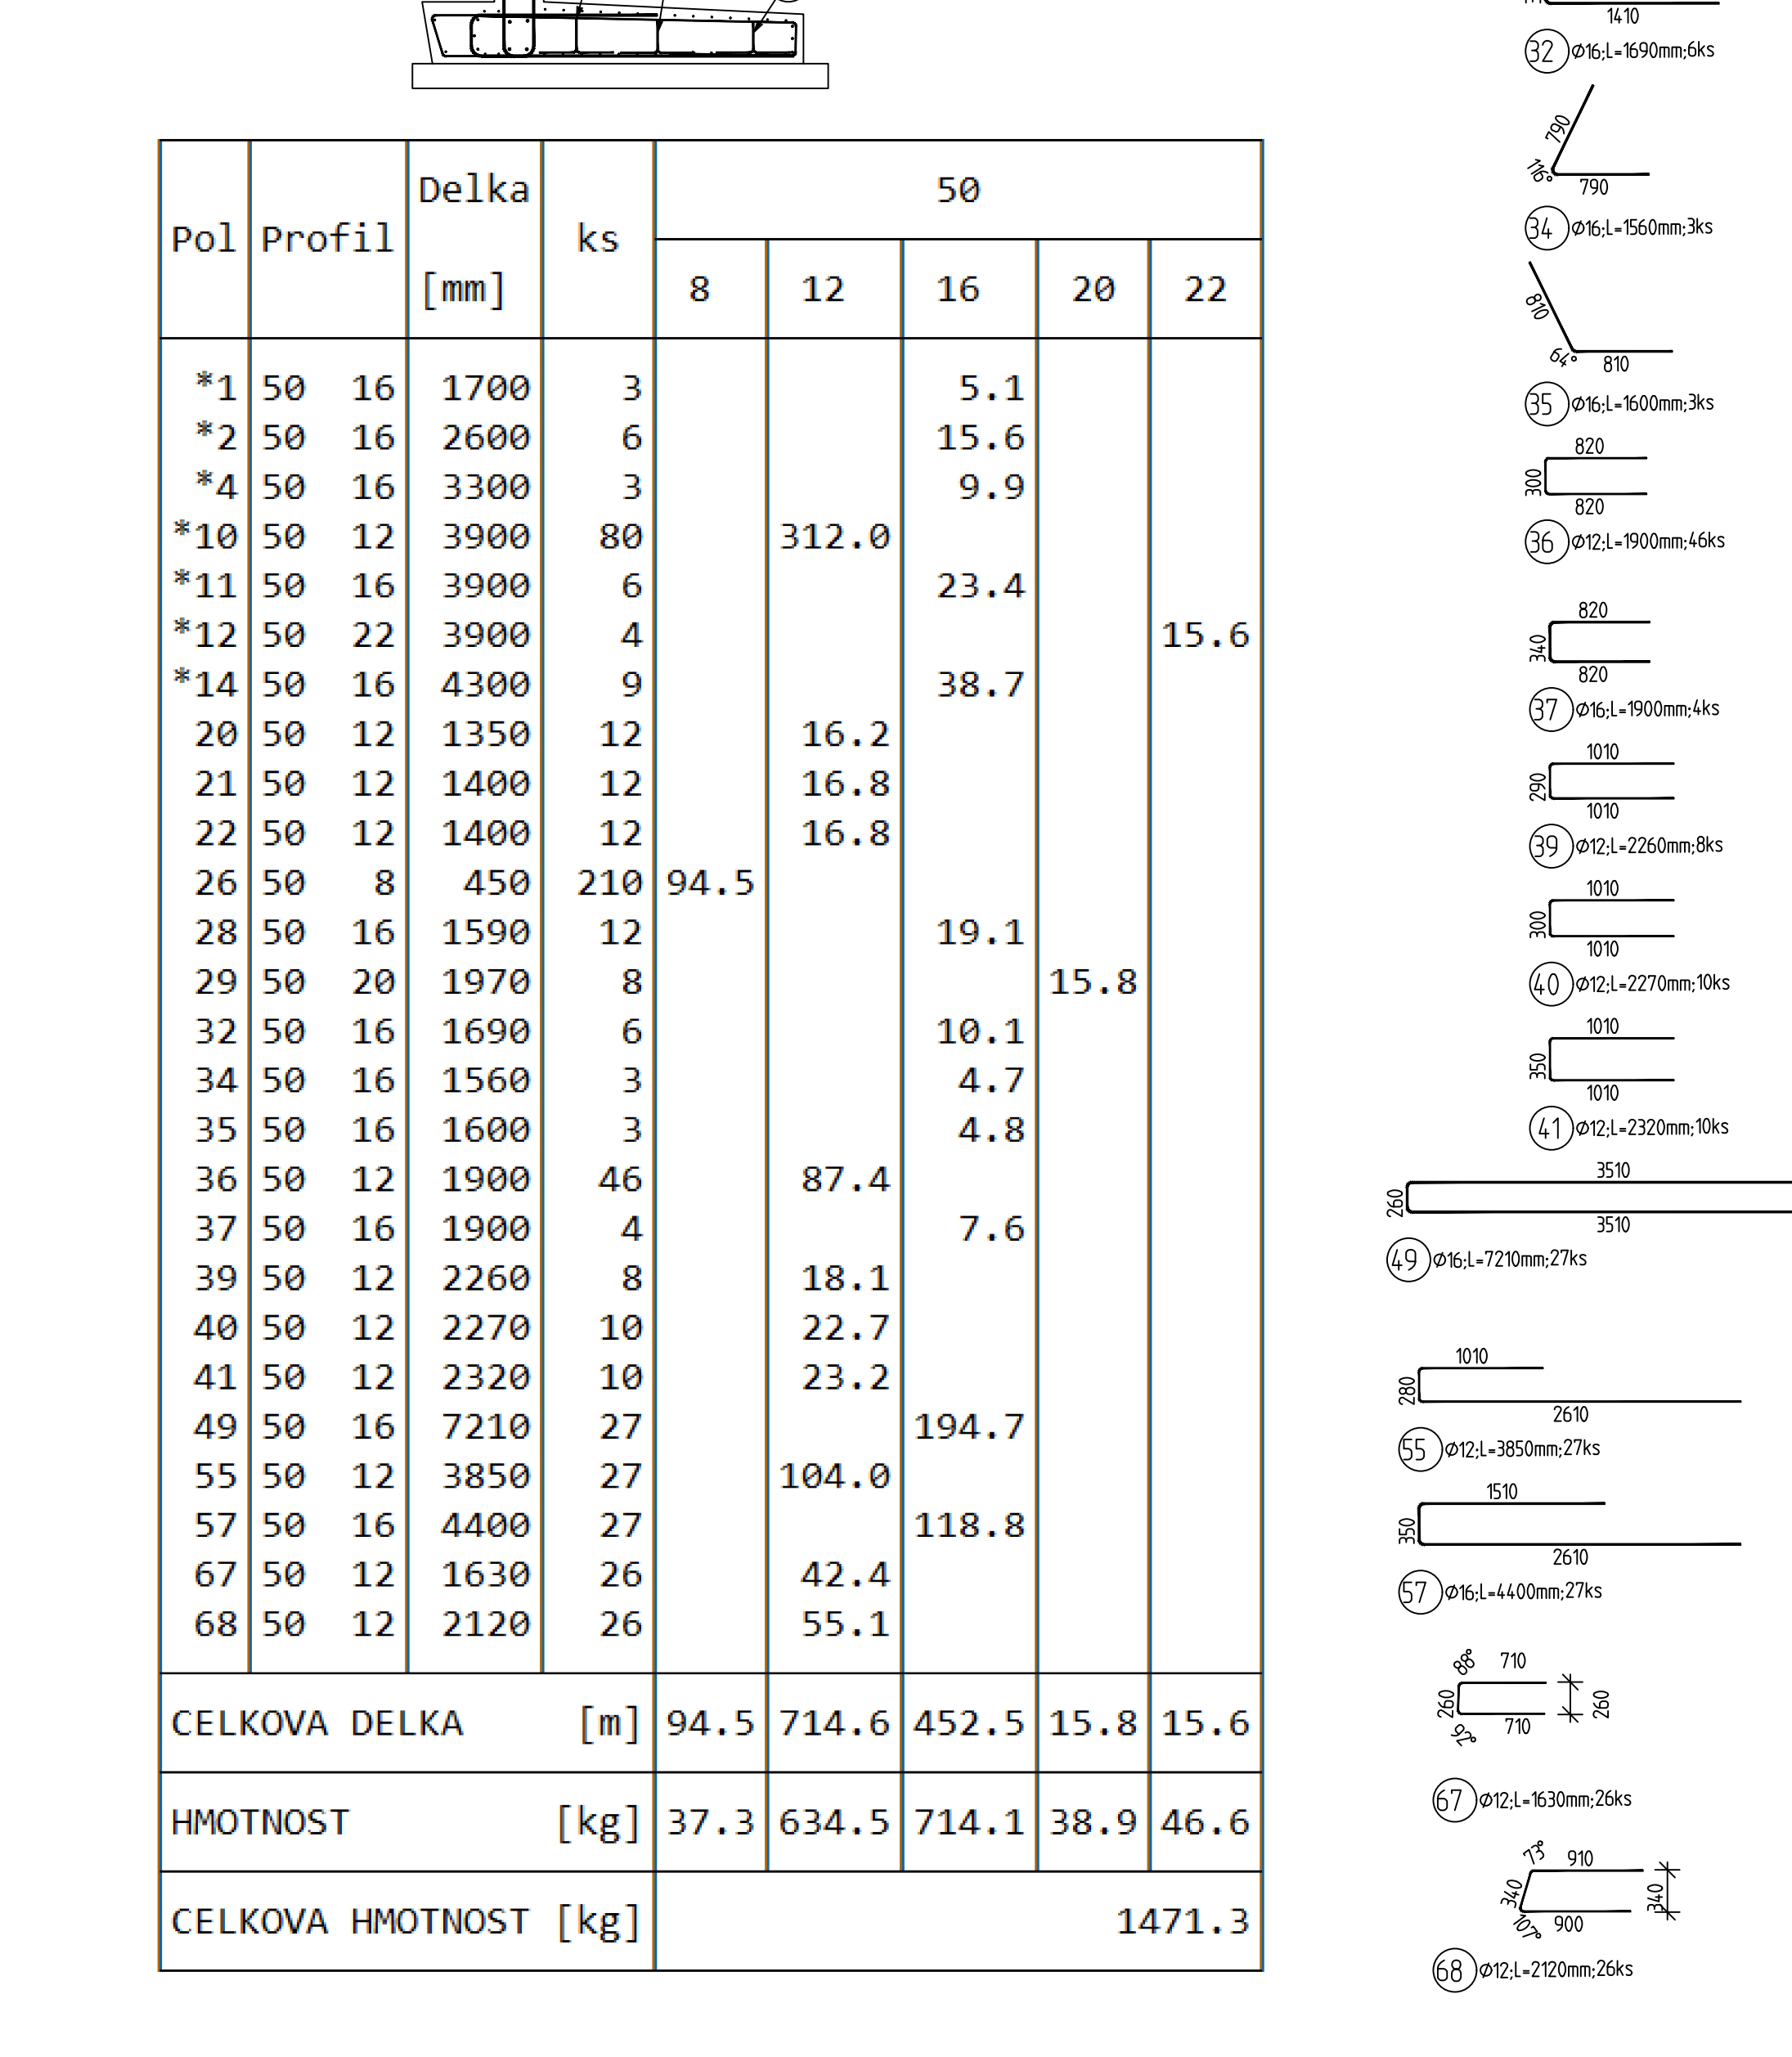 Pol Profil Delka [mm] ks 50
8 12 16 20 22
*1 50 16 1700 3 5.1
*2 50 16 2600 6 15.6
*4 50 16 3300 3 9.9
*10 50 12 3900 80 312.0
*11 50 16 3900 6 23.4
*12 50 22 3900 4 15.6
*14 50 16 4300 9 38.7
20 50 12 1350 12 16.2
21 50 12 1400 12 16.8
22 50 12 1400 12 16.8
26 50 8 450 210 94.5
28 50 16 1590 12 19.1
29 50 20 1970 8 15.8
32 50 16 1690 6 10.1
34 50 16 1560 3 4.7
35 50 16 1600 3 4.8
36 50 12 1900 46 87.4
37 50 16 1900 4 7.6
39 50 12 2260 8 18.1
40 50 12 2270 10 22.7
41 50 12 2320 10 23.2
49 50 16 7210 27 194.7
55 50 12 3850 27 104.0
57 50 16 4400 27 118.8
67 50 12 1630 26 42.4
68 50 12 2120 26 55.1
CELKOVA DELKA [m] 94.5 714.6 452.5 15.8 15.6
HMOTNOST [kg] 37.3 634.5 714.1 38.9 46.6
CELKOVA HMOTNOST [kg] 1471.3
1410
32 Ø16;L=1690mm;6ks
790
116°
790
34 Ø16;L=1560mm;3ks
810
64°
810
35 Ø16;L=1600mm;3ks
820
300
820
36 Ø12;L=1900mm;46ks
820
340
820
37 Ø16;L=1900mm;4ks
1010
290
1010
39 Ø12;L=2260mm;8ks
1010
300
1010
40 Ø12;L=2270mm;10ks
1010
350
1010
41 Ø12;L=2320mm;10ks
3510
260
3510
49 Ø16;L=7210mm;27ks
1010
280
2610
55 Ø12;L=3850mm;27ks
1510
350
2610
57 Ø16;L=4400mm;27ks
88° 710
260 260
92° 710
67 Ø12;L=1630mm;26ks
73° 910
340 340
107° 900
68 Ø12;L=2120mm;26ks